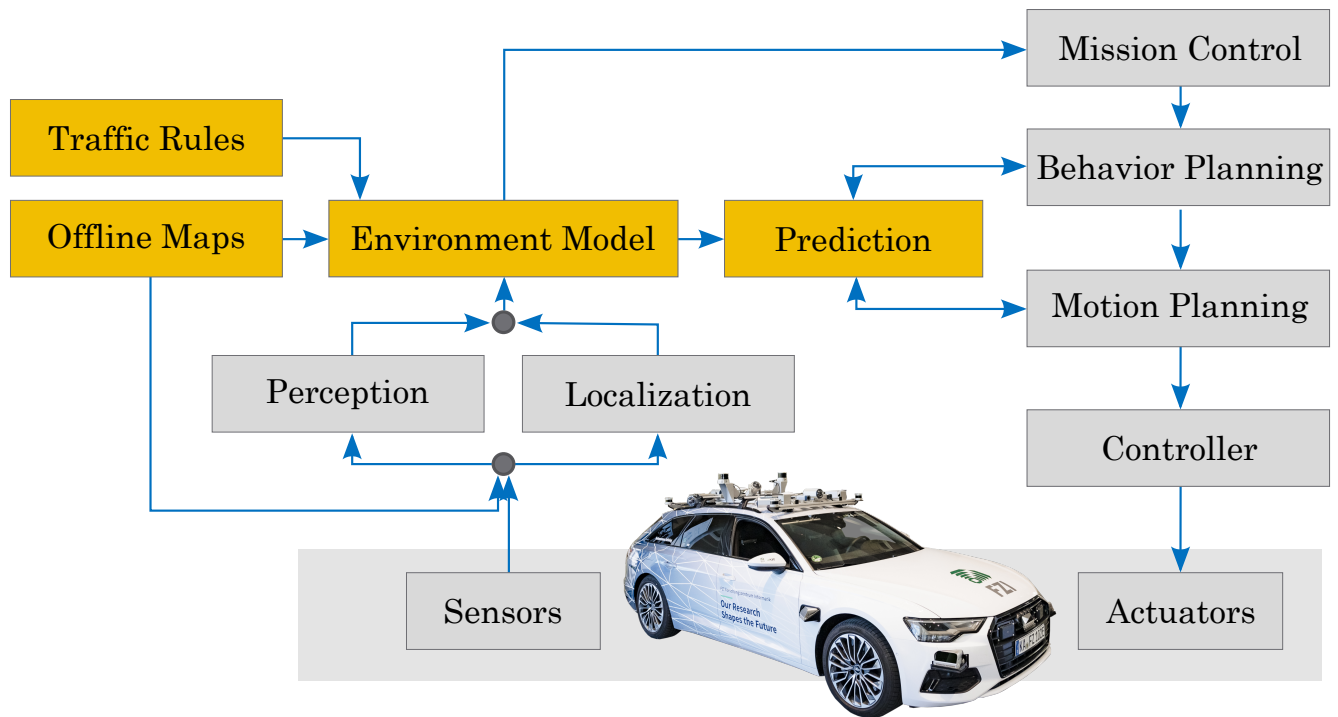 Mission Control
Traffic Rules
Behavior Planning
Offline Maps
Environment Model
Prediction
Motion Planning
Perception
Localization
Controller
Sensors
Actuators
Our Research
Shapes the Future
FZI